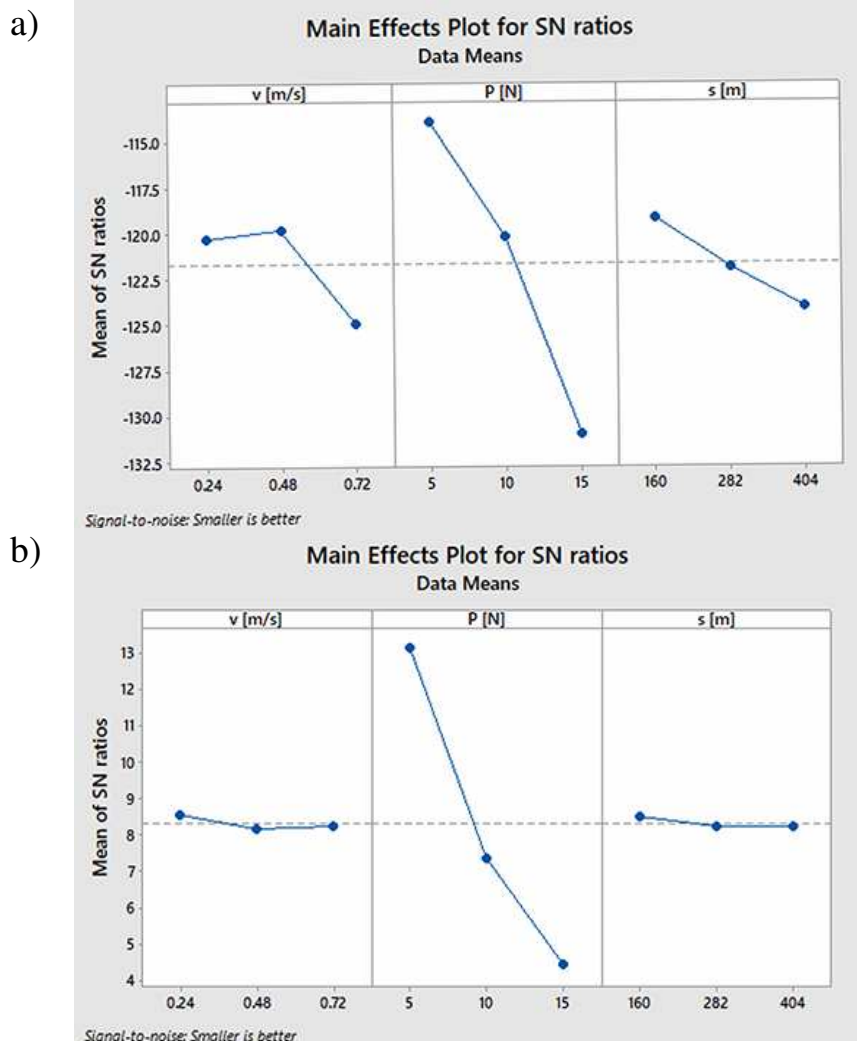 a)
Main Effects Plot for SN ratios
Data Means
v [m/s] P [N] s [m]
Mean of SN ratios
-115.0
-117.5
-120.0
-122.5
-125.0
-127.5
-130.0
-132.5
0.24 0.48 0.72 5 10 15 160 282 404
Signal-to-noise: Smaller is better
b)
Main Effects Plot for SN ratios
Data Means
v [m/s] P [N] s [m]
Mean of SN ratios
13
12
11
10
9
8
7
6
5
4
0.24 0.48 0.72 5 10 15 160 282 404
Signal-to-noise: Smaller is better